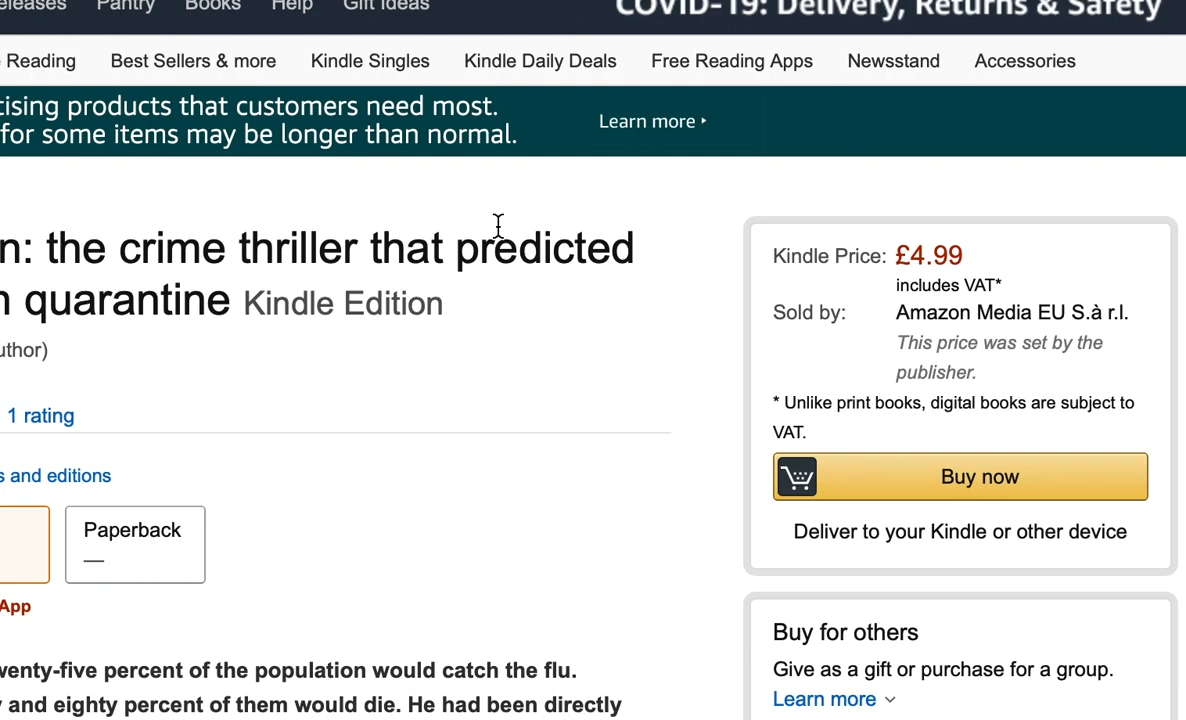 eleases Pantry Books Help Gift Ideas COVID-19: Delivery, Returns & Safety
Reading Best Sellers & more Kindle Singles Kindle Daily Deals Free Reading Apps Newsstand Accessories
tising products that customers need most.
for some items may be longer than normal.
Learn more
n: the crime thriller that predicted
n quarantine Kindle Edition
uthor)
1 rating
s and editions
Paperback
—
App
wenty-five percent of the population would catch the flu.
and eighty percent of them would die. He had been directly
Kindle Price: £4.99
includes VAT*
Sold by: Amazon Media EU S.à r.l.
This price was set by the
publisher.
* Unlike print books, digital books are subject to
VAT.
Buy now
Deliver to your Kindle or other device
Buy for others
Give as a gift or purchase for a group.
Learn more